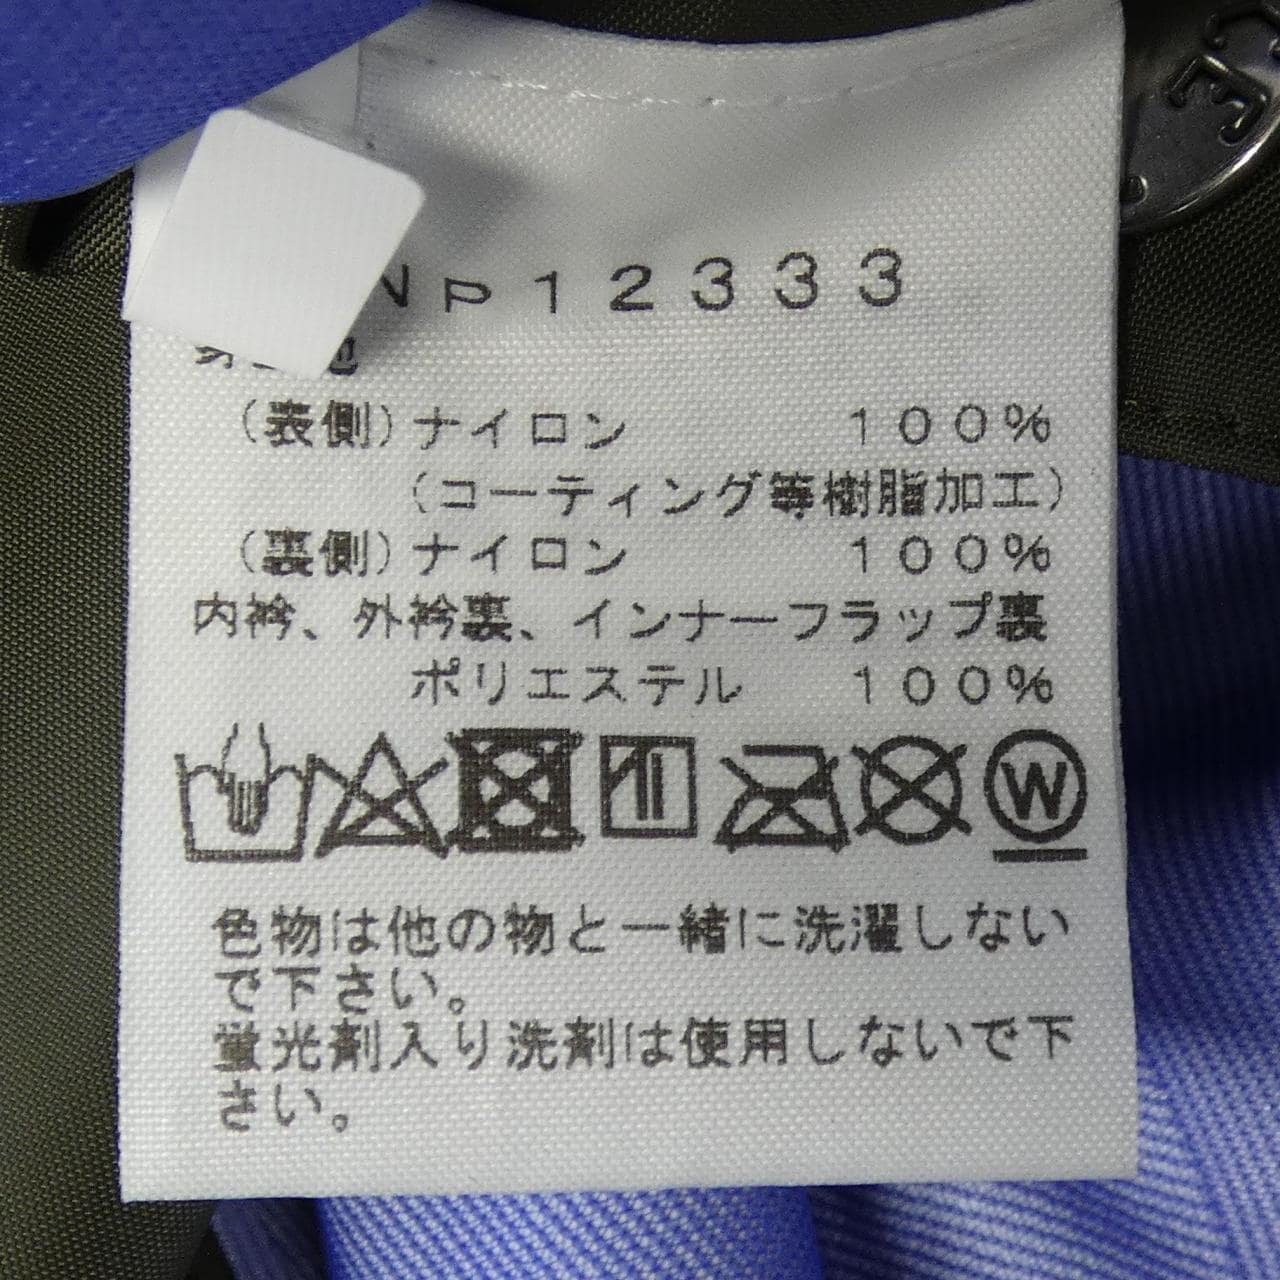 NP12333
(表側)ナイロン 100%
(コーティング等樹脂加工)
(裏側)ナイロン 100%
内衿、外衿裏、インナーフラップ裏
ポリエステル 100%
W
色物は他の物と一緒に洗濯しない
で下さい。
蛍光剤入り洗剤は使用しないで下
さい。